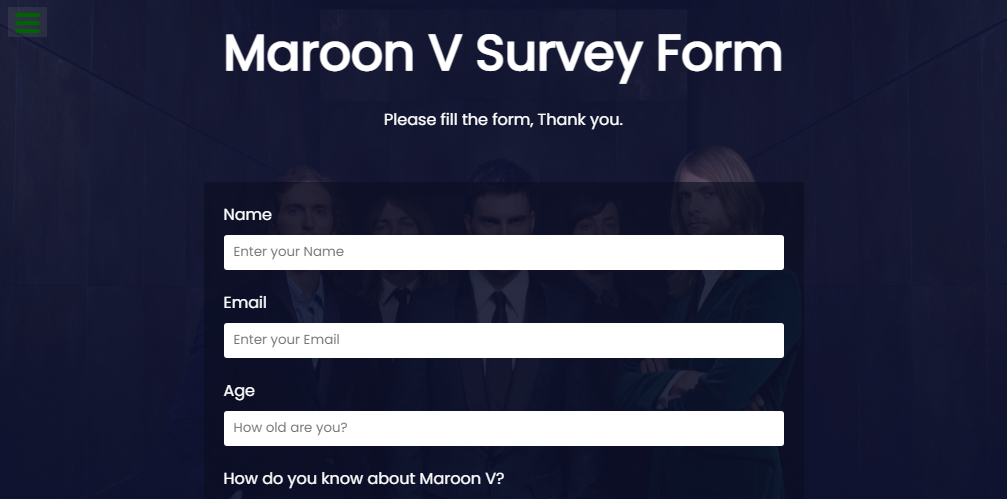 Maroon V Survey Form
Please fill the form, Thank you.
Name
Enter your Name
Email
Enter your Email
Age
How old are you?
How do you know about Maroon V?